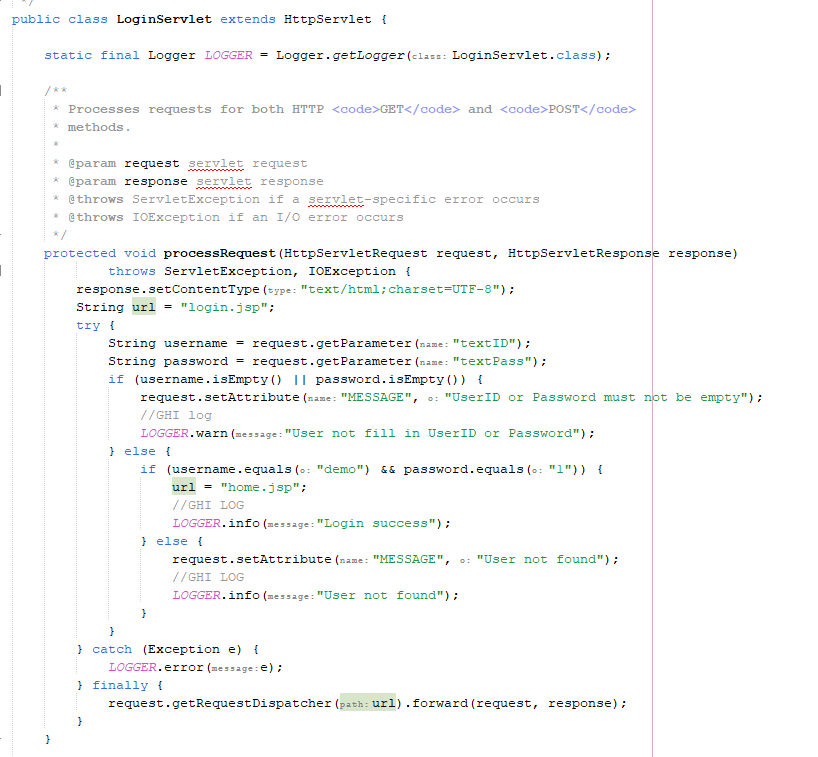 */
public class LoginServlet extends HttpServlet {
static final Logger LOGGER = Logger.getLogger(class: LoginServlet.class);
/**
* Processes requests for both HTTP <code>GET</code> and <code>POST</code>
* methods.
*
* @param request servlet request
* @param response servlet response
* @throws ServletException if a servlet-specific error occurs
* @throws IOException if an I/O error occurs
*/
protected void processRequest(HttpServletRequest request, HttpServletResponse response)
throws ServletException, IOException {
response.setContentType(type: "text/html;charset=UTF-8");
String url = "login.jsp";
try {
String username = request.getParameter(name: "textID");
String password = request.getParameter(name: "textPass");
if (username.isEmpty() || password.isEmpty()) {
request.setAttribute(name: "MESSAGE", o: "UserID or Password must not be empty");
//GHI log
LOGGER.warn(message: "User not fill in UserID or Password");
} else {
if (username.equals(o: "demo") && password.equals(o: "1")) {
url = "home.jsp";
//GHI LOG
LOGGER.info(message: "Login success");
} else {
request.setAttribute(name: "MESSAGE", o: "User not found");
//GHI LOG
LOGGER.info(message: "User not found");
}
}
} catch (Exception e) {
LOGGER.error(message: e);
} finally {
request.getRequestDispatcher(path: url).forward(request, response);
}
}